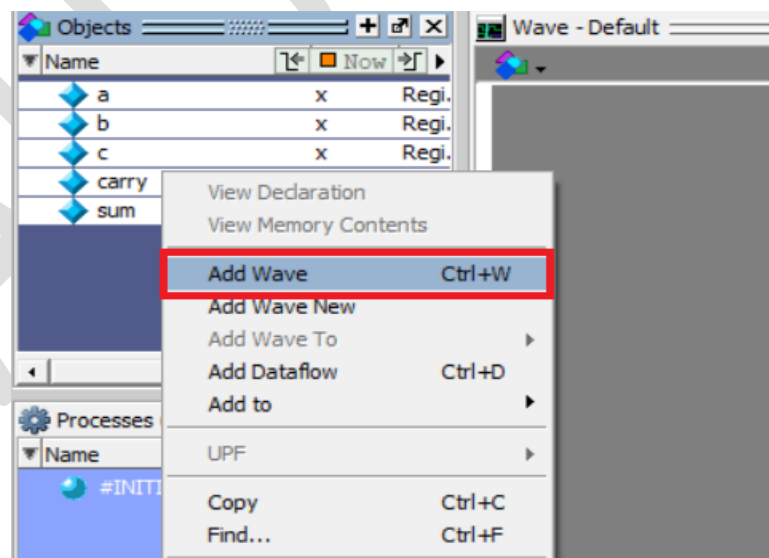 Objects
Wave - Default
Name Now
a x Regi.
b x Regi.
c x Regi.
carry
sum
View Declaration
View Memory Contents
Add Wave Ctrl+W
Add Wave New
Add Wave To
Add Dataflow Ctrl+D
Add to
UPF
Copy Ctrl+C
Find... Ctrl+F
Processes
Name
#INITI